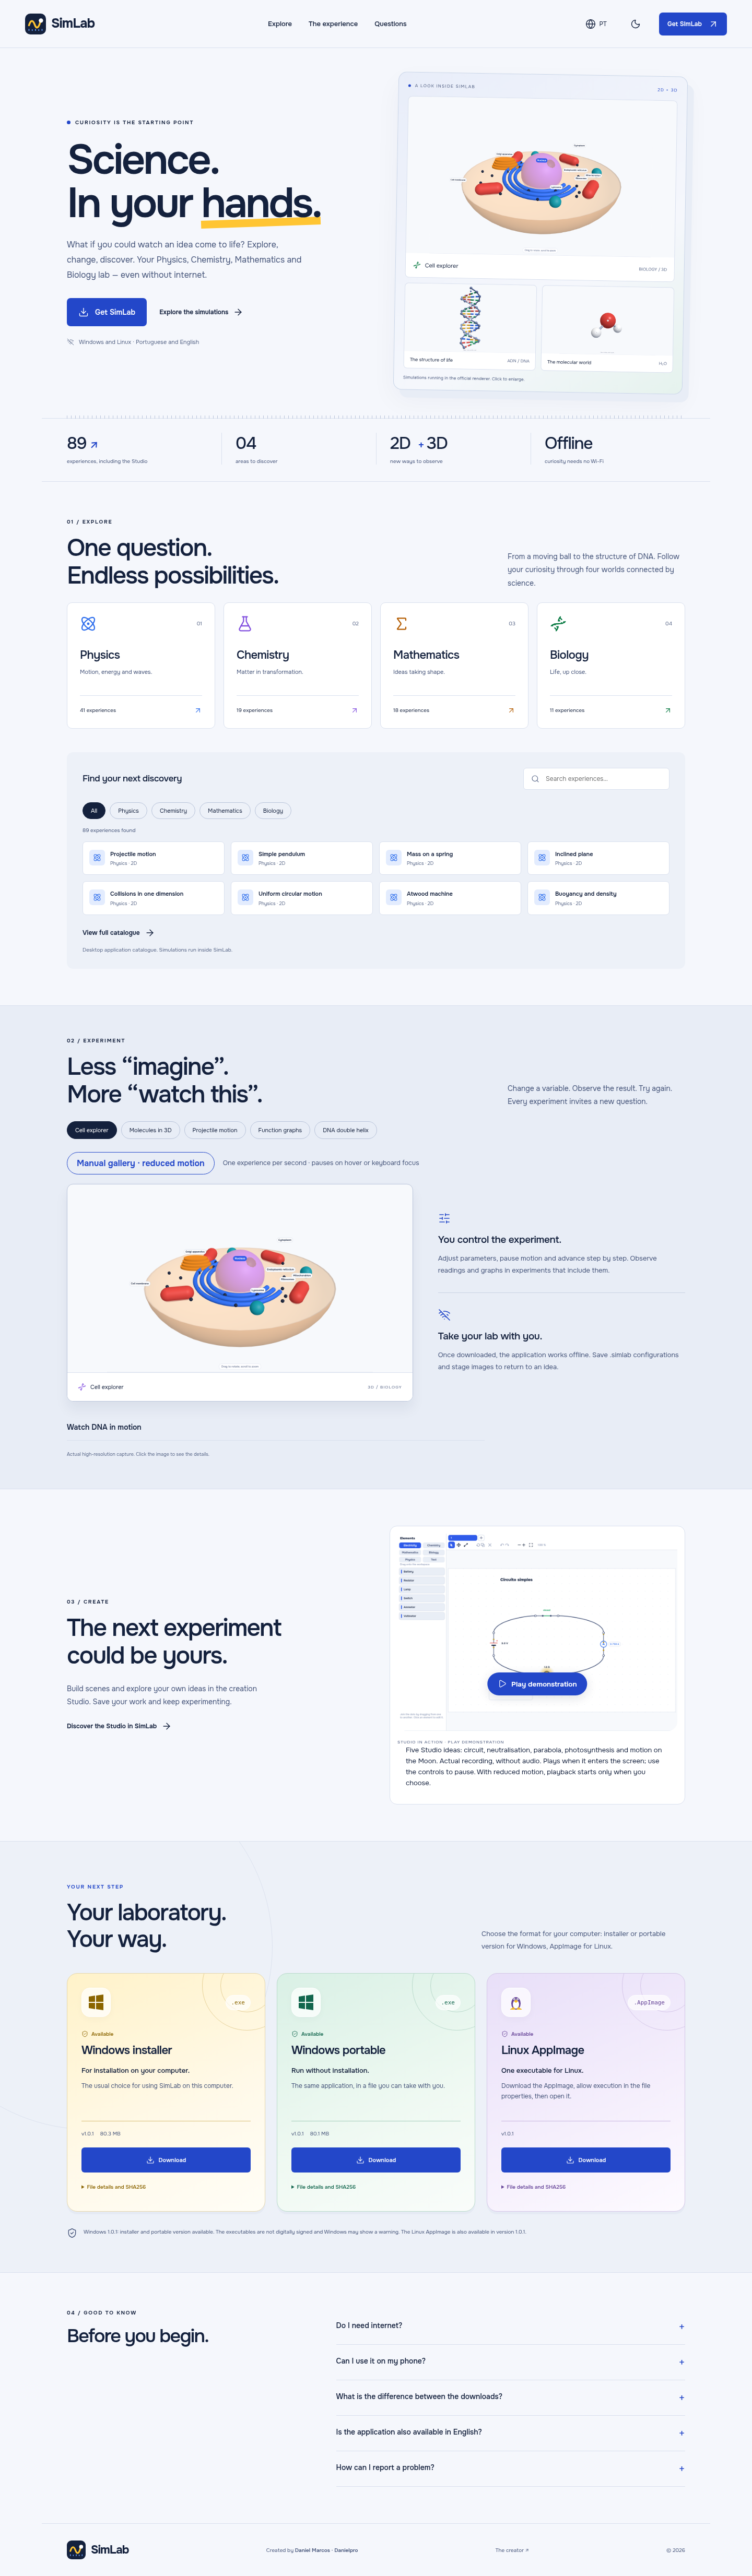 SimLab
Explore
The experience
Questions
PT
Get SimLab
CURIOSITY IS THE STARTING POINT
Science.
In your hands.
What if you could watch an idea come to life? Explore,
change, discover. Your Physics, Chemistry, Mathematics and
Biology lab — even without internet.
Get SimLab
Explore the simulations
Windows and Linux · Portuguese and English
A LOOK INSIDE SIMLAB
2D + 3D
Cell explorer
BIOLOGY / 3D
The structure of life
ADN / DNA
The molecular world
H₂O
Simulations running in the official renderer. Click to enlarge.
89
experiences, including the Studio
04
areas to discover
2D + 3D
new ways to observe
Offline
curiosity needs no Wi-Fi
01 / EXPLORE
One question.
Endless possibilities.
From a moving ball to the structure of DNA. Follow
your curiosity through four worlds connected by
science.
01
Physics
Motion, energy and waves.
41 experiences
02
Chemistry
Matter in transformation.
19 experiences
03
Mathematics
Ideas taking shape.
18 experiences
04
Biology
Life, up close.
11 experiences
Find your next discovery
Search experiences...
All
Physics
Chemistry
Mathematics
Biology
89 experiences found
Projectile motion
Physics · 2D
Simple pendulum
Physics · 2D
Mass on a spring
Physics · 2D
Inclined plane
Physics · 2D
Collisions in one dimension
Physics · 2D
Uniform circular motion
Physics · 2D
Atwood machine
Physics · 2D
Buoyancy and density
Physics · 2D
View full catalogue
Desktop application catalogue. Simulations run inside SimLab.
02 / EXPERIMENT
Less “imagine”.
More “watch this”.
Change a variable. Observe the result. Try again.
Every experiment invites a new question.
Cell explorer
Molecules in 3D
Projectile motion
Function graphs
DNA double helix
Manual gallery · reduced motion
One experience per second · pauses on hover or keyboard focus
Cell explorer
3D / BIOLOGY
You control the experiment.
Adjust parameters, pause motion and advance step by step. Observe
readings and graphs in experiments that include them.
Take your lab with you.
Once downloaded, the application works offline. Save .simlab configurations
and stage images to return to an idea.
Watch DNA in motion
Actual high-resolution capture. Click the image to see the details.
03 / CREATE
The next experiment
could be yours.
Build scenes and explore your own ideas in the creation
Studio. Save your work and keep experimenting.
Discover the Studio in SimLab
Elements
Circuito simples
Play demonstration
STUDIO IN ACTION · PLAY DEMONSTRATION
Five Studio ideas: circuit, neutralisation, parabola, photosynthesis and motion on
the Moon. Actual recording, without audio. Plays when it enters the screen; use
the controls to pause. With reduced motion, playback starts only when you
choose.
YOUR NEXT STEP
Your laboratory.
Your way.
Choose the format for your computer: installer or portable
version for Windows, AppImage for Linux.
.exe
Available
Windows installer
For installation on your computer.
The usual choice for using SimLab on this computer.
v1.0.1 80.3 MB
Download
File details and SHA256
.exe
Available
Windows portable
Run without installation.
The same application, in a file you can take with you.
v1.0.1 80.1 MB
Download
File details and SHA256
.AppImage
Available
Linux AppImage
One executable for Linux.
Download the AppImage, allow execution in the file
properties, then open it.
v1.0.1
Download
File details and SHA256
Windows 1.0.1: installer and portable version available. The executables are not digitally signed and Windows may show a warning. The Linux AppImage is also available in version 1.0.1.
04 / GOOD TO KNOW
Before you begin.
Do I need internet?
Can I use it on my phone?
What is the difference between the downloads?
Is the application also available in English?
How can I report a problem?
SimLab
Created by Daniel Marcos · Danielpro
The creator ↗
© 2026